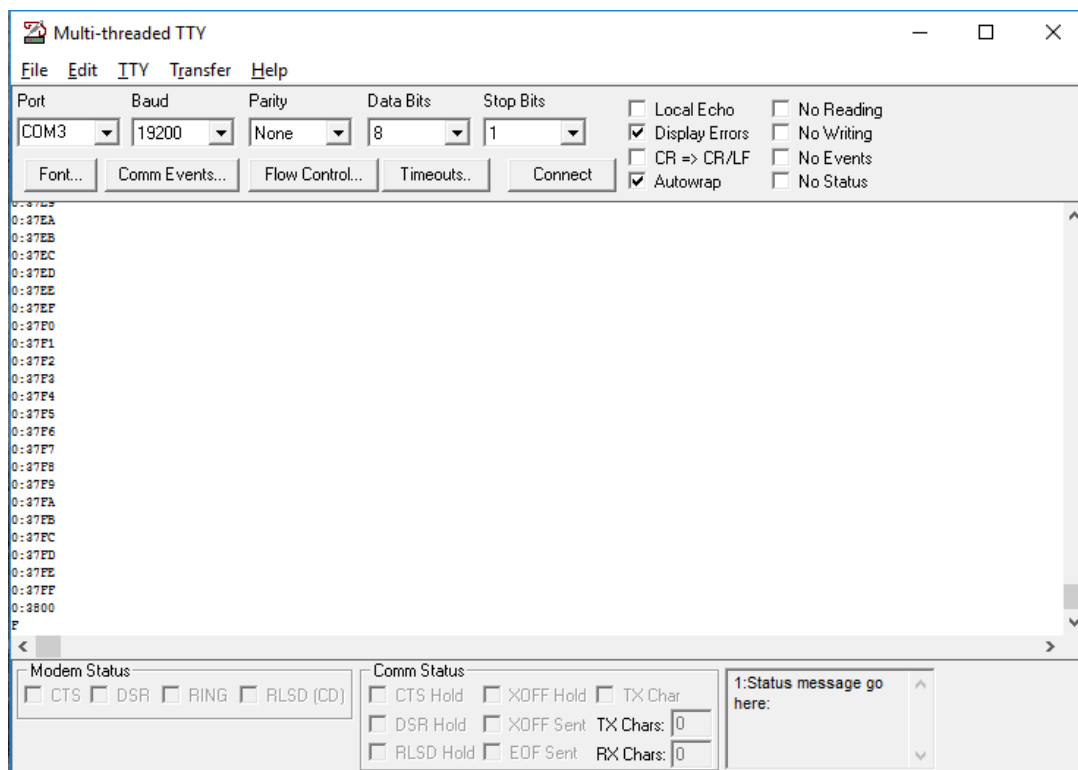 Multi-threaded TTY
File Edit TTY Transfer Help
Port Baud Parity Data Bits Stop Bits
COM3 19200 None 8 1
Local Echo No Reading
Display Errors No Writing
CR => CR/LF No Events
Autowrap No Status
Font... Comm Events... Flow Control... Timeouts.. Connect
0:37E9
0:37EA
0:37EB
0:37EC
0:37ED
0:37EE
0:37EF
0:37F0
0:37F1
0:37F2
0:37F3
0:37F4
0:37F5
0:37F6
0:37F7
0:37F8
0:37F9
0:37FA
0:37FB
0:37FC
0:37FD
0:37FE
0:37FF
0:3800
F
Modem Status
CTS DSR RING RLSD (CD)
Comm Status
CTS Hold XOFF Hold TX Char
DSR Hold XOFF Sent TX Chars: 0
RLSD Hold EOF Sent RX Chars: 0
1:Status message go
here: